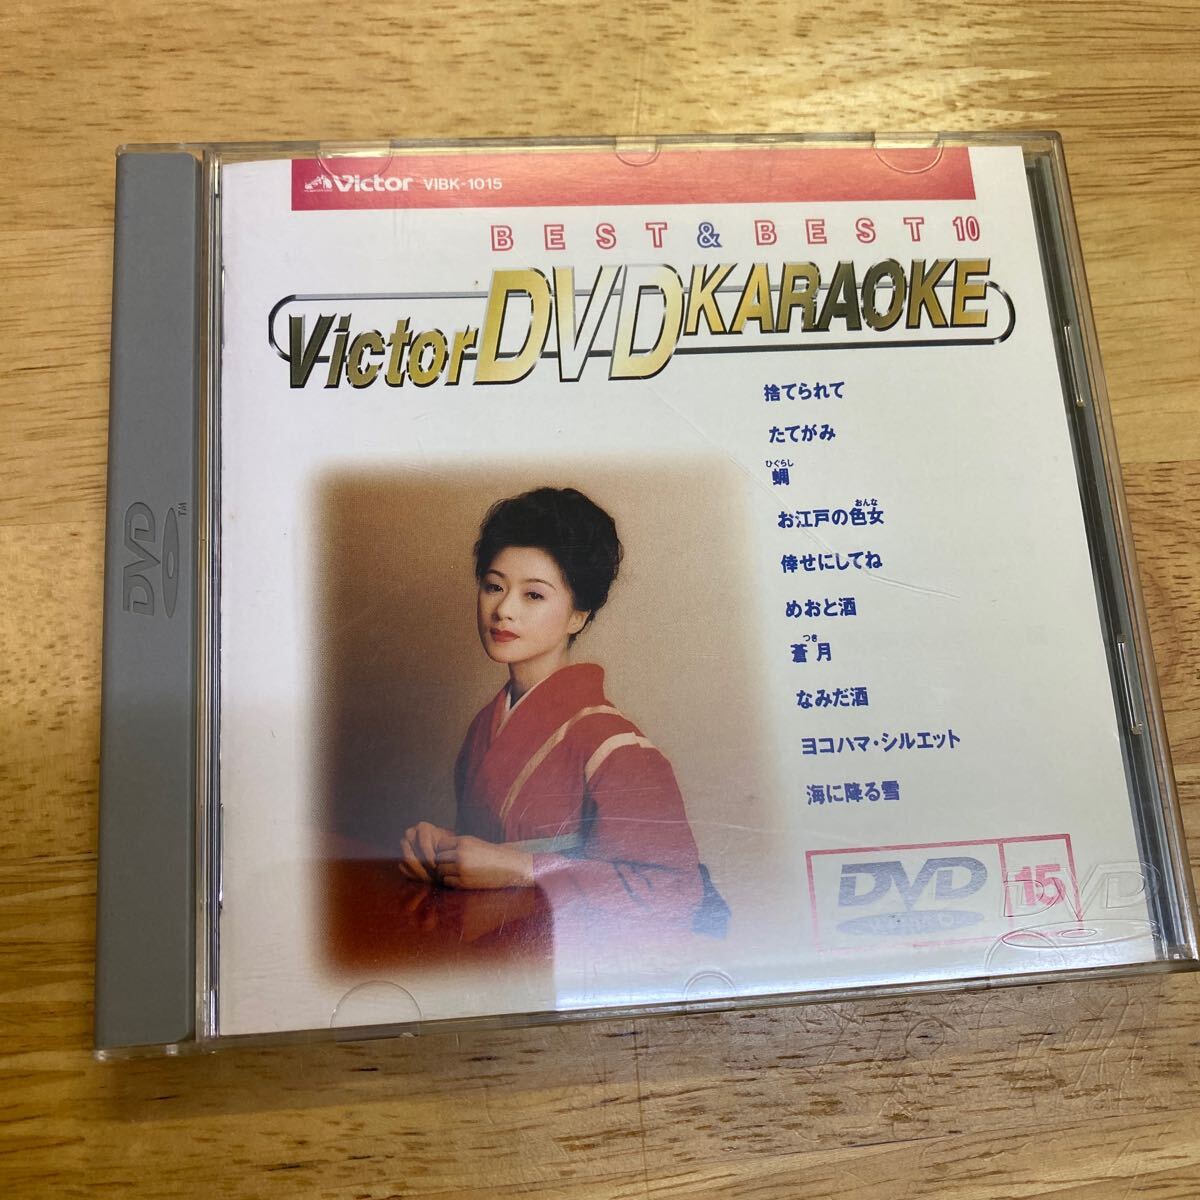 Victor VIBK-1015
BEST & BEST 10
Victor DVD KARAOKE
捨てられて
たてがみ
ひぐらし
蜩
おんな
お江戸の色女
倖せにしてね
めおと酒
つき
蒼月
なみだ酒
ヨコハマ・シルエット
海に降る雪
DVD VIDEO 15
DVD
DVD TM